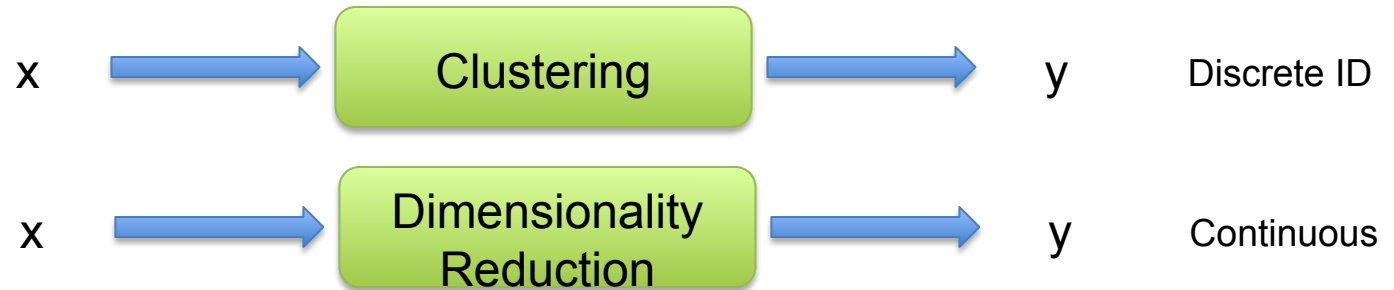 x Clustering y Discrete ID
x Dimensionality Reduction y Continuous